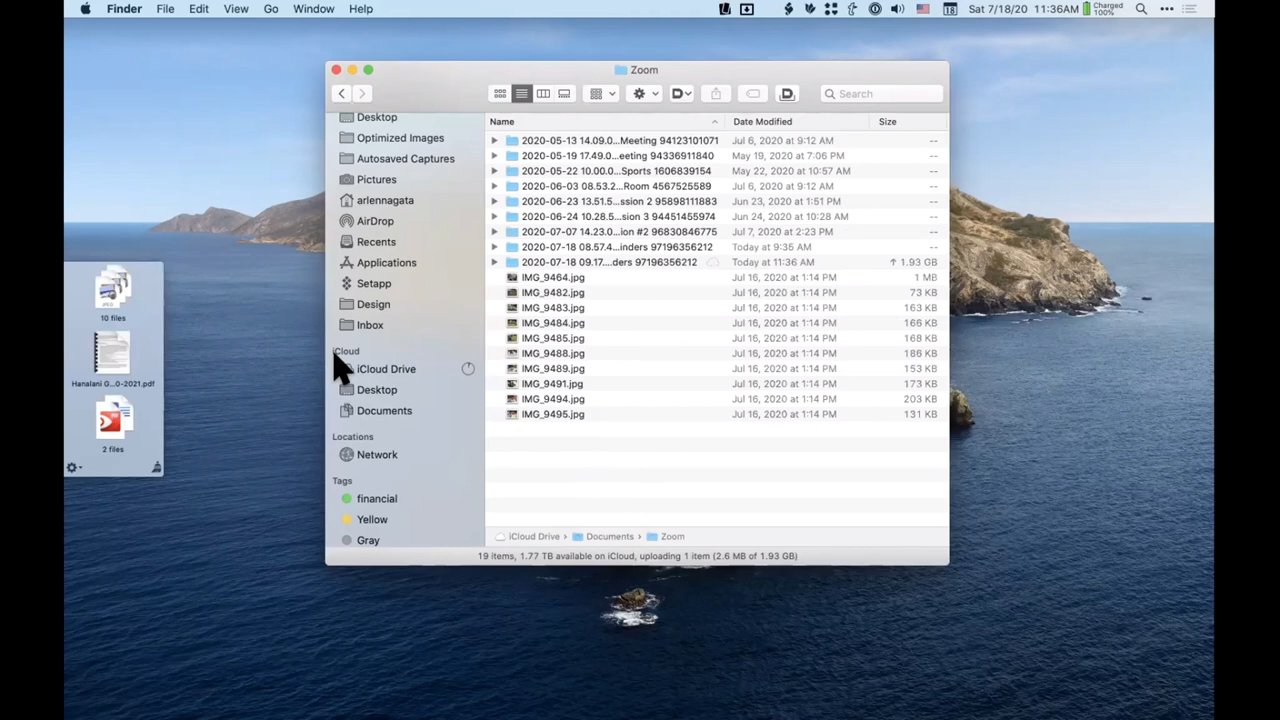 Finder File Edit View Go Window Help 18 Sat 7/18/20 11:36AM Charged 100%
Zoom
Search
Name Date Modified Size
Desktop
Optimized Images
Autosaved Captures
Pictures
arlennagata
AirDrop
Recents
Applications
Setapp
Design
Inbox
iCloud
iCloud Drive
Desktop
Documents
Locations
Network
Tags
financial
Yellow
Gray
2020-05-13 14.09.0...Meeting 94123101071 Jul 6, 2020 at 9:12 AM --
2020-05-19 17.49.0...eeting 94336911840 May 19, 2020 at 7:06 PM --
2020-05-22 10.00.0...Sports 1606839154 May 22, 2020 at 10:57 AM --
2020-06-03 08.53.2...Room 4567525589 Jul 6, 2020 at 9:12 AM --
2020-06-23 13.51.5...ssion 2 95898111883 Jun 23, 2020 at 1:51 PM --
2020-06-24 10.28.5...sion 3 94451455974 Jun 24, 2020 at 10:28 AM --
2020-07-07 14.23.0...ion #2 96830846775 Jul 7, 2020 at 2:23 PM --
2020-07-18 08.57.4...inders 97196356212 Today at 9:35 AM --
2020-07-18 09.17....ders 97196356212 Today at 11:36 AM ↑ 1.93 GB
IMG_9464.jpg Jul 16, 2020 at 1:14 PM 1 MB
IMG_9482.jpg Jul 16, 2020 at 1:14 PM 73 KB
IMG_9483.jpg Jul 16, 2020 at 1:14 PM 163 KB
IMG_9484.jpg Jul 16, 2020 at 1:14 PM 166 KB
IMG_9485.jpg Jul 16, 2020 at 1:14 PM 168 KB
IMG_9488.jpg Jul 16, 2020 at 1:14 PM 186 KB
IMG_9489.jpg Jul 16, 2020 at 1:14 PM 153 KB
IMG_9491.jpg Jul 16, 2020 at 1:14 PM 173 KB
IMG_9494.jpg Jul 16, 2020 at 1:14 PM 203 KB
IMG_9495.jpg Jul 16, 2020 at 1:14 PM 131 KB
iCloud Drive › Documents › Zoom
19 items, 1.77 TB available on iCloud, uploading 1 item (2.6 MB of 1.93 GB)
JPEG
10 files
Hanalani G...0-2021.pdf
2 files